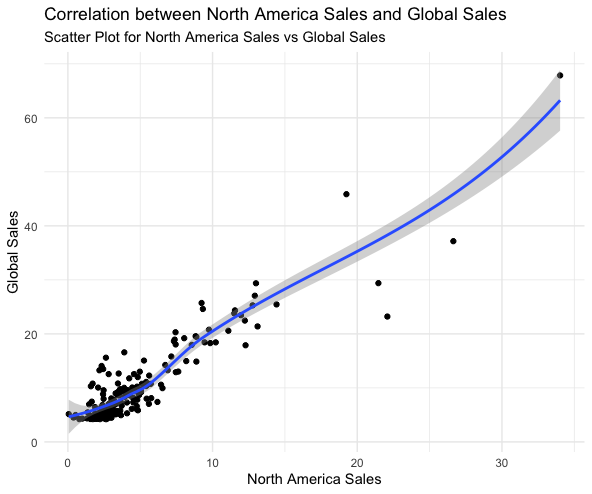 Correlation between North America Sales and Global Sales
Scatter Plot for North America Sales vs Global Sales
Global Sales
60
40
20
0
0 10 20 30
North America Sales